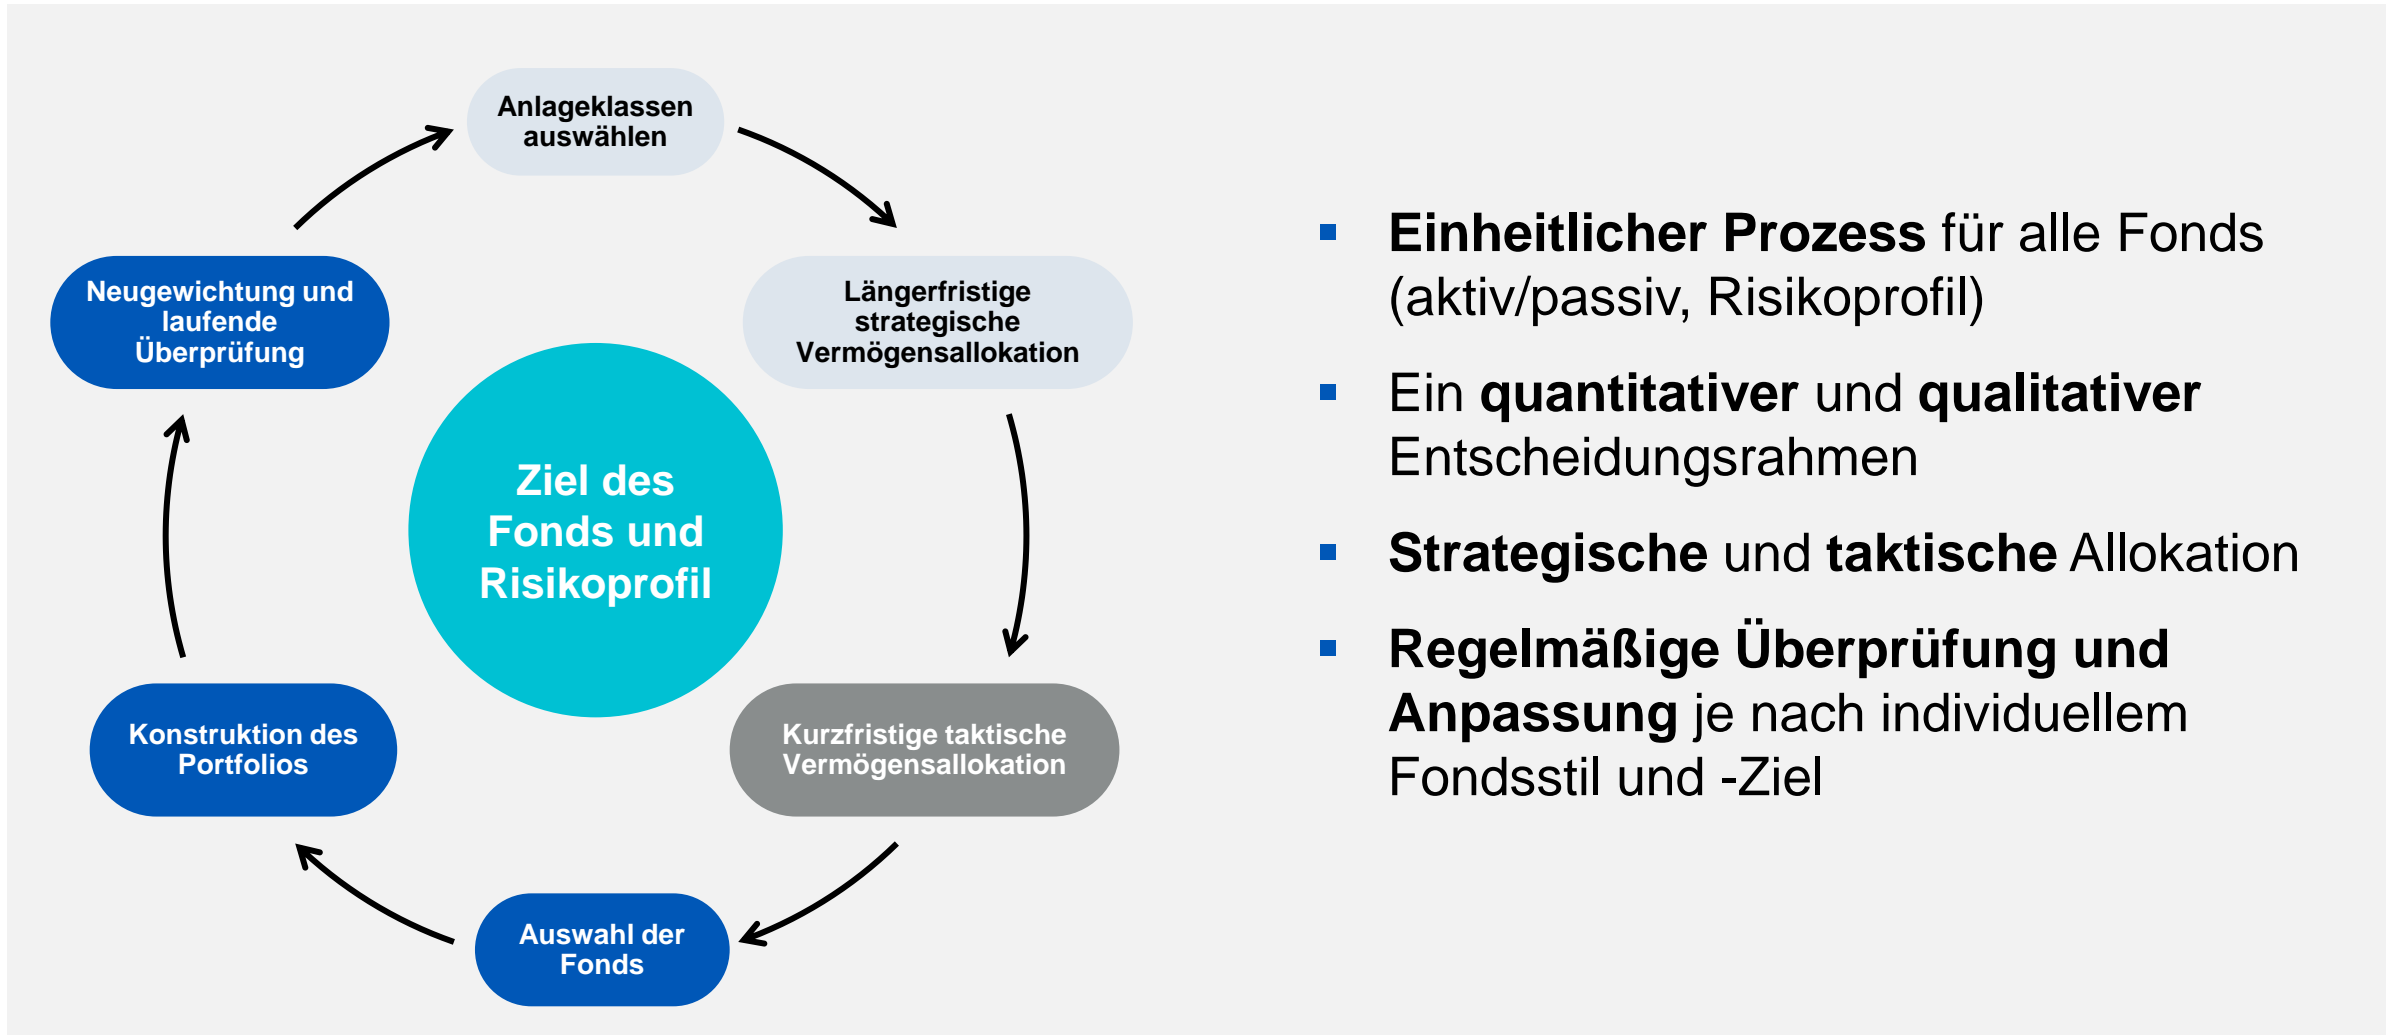 Anlageklassen
auswählen
Längerfristige
strategische
Vermögensallokation
Kurzfristige taktische
Vermögensallokation
Auswahl der
Fonds
Konstruktion des
Portfolios
Neugewichtung und
laufende
Überprüfung
Ziel des
Fonds und
Risikoprofil
Einheitlicher Prozess für alle Fonds
(aktiv/passiv, Risikoprofil)
Ein quantitativer und qualitativer
Entscheidungsrahmen
Strategische und taktische Allokation
Regelmäßige Überprüfung und
Anpassung je nach individuellem
Fondsstil und -Ziel